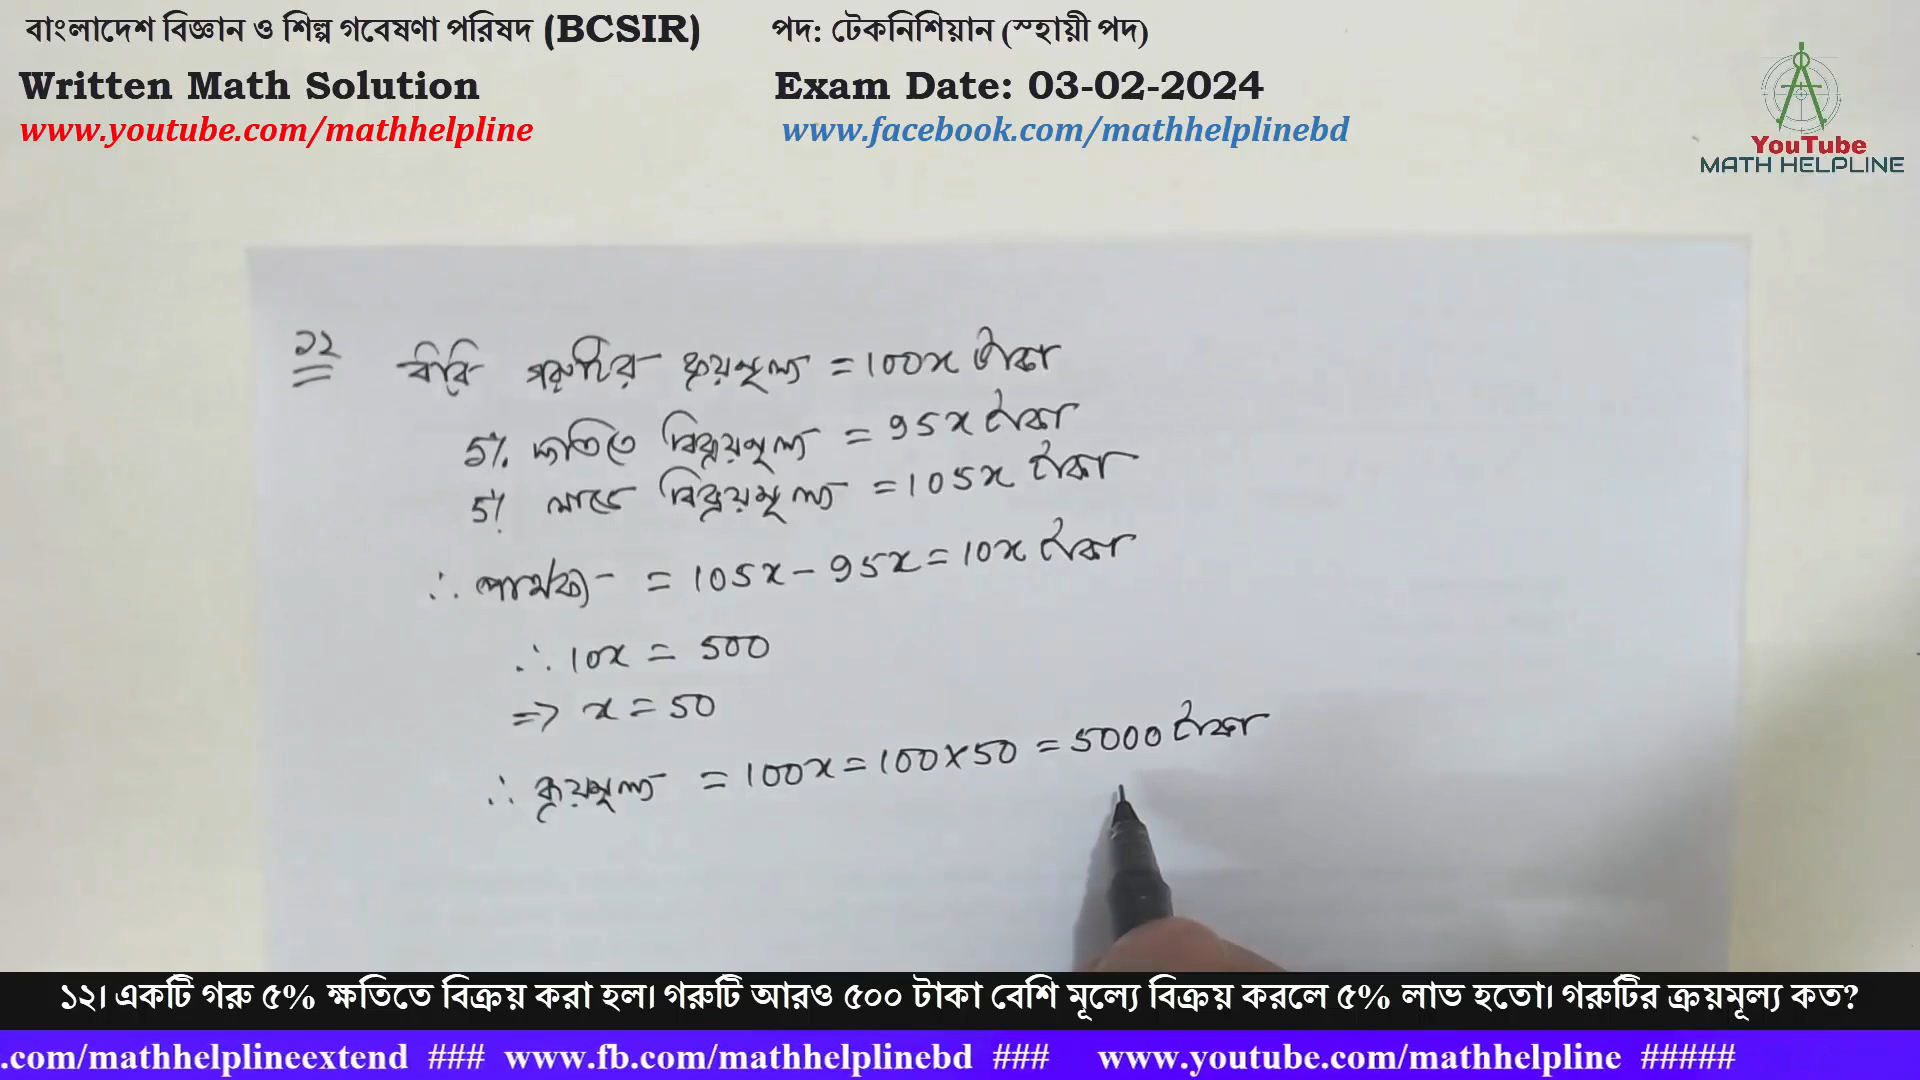 বাংলাদেশ বিজ্ঞান ও শিল্প গবেষণা পরিষদ (BCSIR)
পদ: টেকনিশিয়ান (স্হায়ী পদ)
Written Math Solution
Exam Date: 03-02-2024
www.youtube.com/mathhelpline
www.facebook.com/mathhelplinebd
YouTube
MATH HELPLINE
১২ ধরি গরুটির ক্রয়মূল্য = 100x টাকা
5% ক্ষতিতে বিক্রয়মূল্য = 95x টাকা
5% লাভে বিক্রয়মূল্য = 105x টাকা
∴ পার্থক্য = 105x - 95x = 10x টাকা
∴ 10x = 500
=> x = 50
∴ ক্রয়মূল্য = 100x = 100×50 = 5000 টাকা
১২। একটি গরু ৫% ক্ষতিতে বিক্রয় করা হল। গরুটি আরও ৫০০ টাকা বেশি মূল্যে বিক্রয় করলে ৫% লাভ হতো। গরুটির ক্রয়মূল্য কত?
.com/mathhelplineextend ### www.fb.com/mathhelplinebd ### www.youtube.com/mathhelpline #####